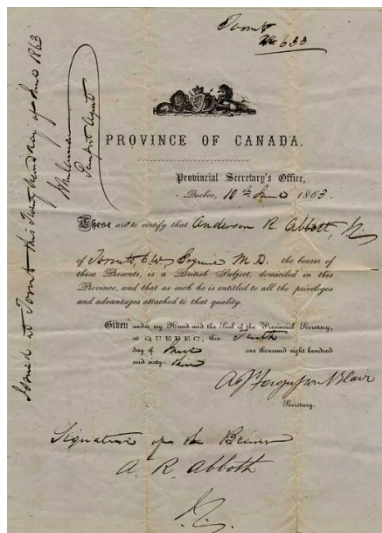 Toronto
No 633
PROVINCE OF CANADA.
Provincial Secretary's Office,
Quebec, 10th June 1863.
These are to certify that Anderson R. Abbott,
of Toronto, C.W., Esquire M.D. the bearer of
these Presents, is a British Subject, domiciled in this
Province, and that as such he is entitled to all the privileges
and advantages attached to that quality.
Given under my Hand and the Seal of the Provincial Secretary,
at QUEBEC, this Tenth
day of June one thousand eight hundred
and sixty-three
A. J. Fergusson Blair
Secretary.
Signature of the Bearer
A. R. Abbott
Issued at Toronto this day of June 1863
Passport Agent